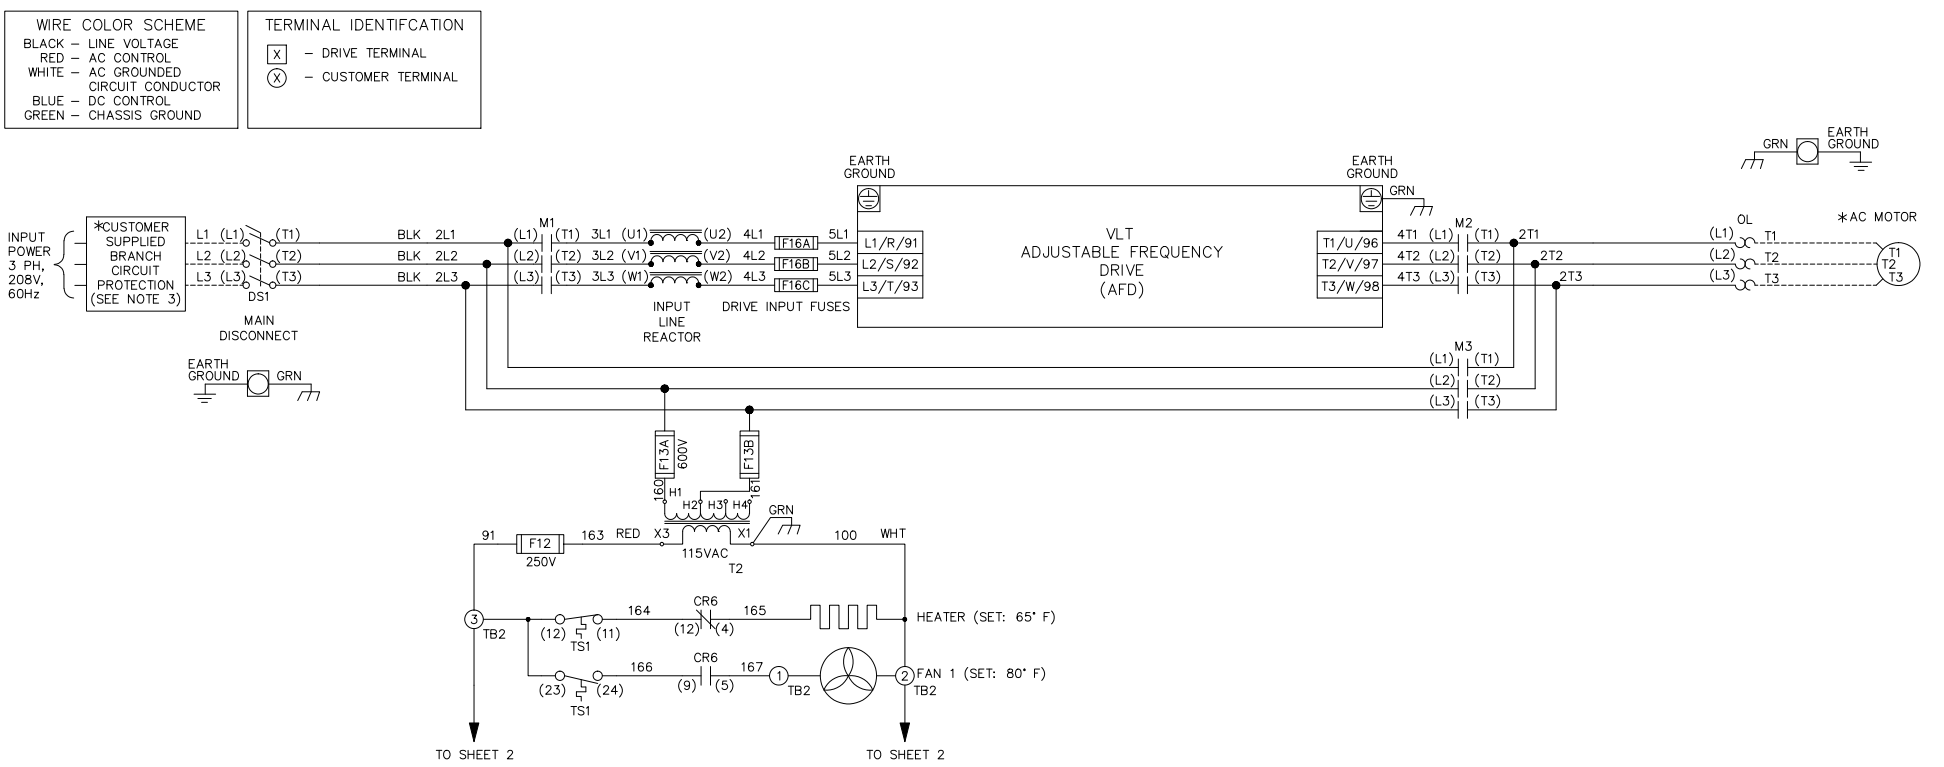 WIRE COLOR SCHEME
BLACK – LINE VOLTAGE
RED – AC CONTROL
WHITE – AC GROUNDED
CIRCUIT CONDUCTOR
BLUE – DC CONTROL
GREEN – CHASSIS GROUND
TERMINAL IDENTIFCATION
X – DRIVE TERMINAL
X – CUSTOMER TERMINAL
INPUT
POWER
3 PH,
208V,
60Hz
*CUSTOMER
SUPPLIED
BRANCH
CIRCUIT
PROTECTION
(SEE NOTE 3)
L1 (L1) (T1) BLK 2L1 (L1) M1 (T1) 3L1 (U1) (U2) 4L1 F16A 5L1 L1/R/91
L2 (L2) (T2) BLK 2L2 (L2) (T2) 3L2 (V1) (V2) 4L2 F16B 5L2 L2/S/92
L3 (L3) (T3) BLK 2L3 (L3) (T3) 3L3 (W1) (W2) 4L3 F16C 5L3 L3/T/93
DS1
MAIN
DISCONNECT
INPUT
LINE
REACTOR
DRIVE INPUT FUSES
EARTH
GROUND
GRN
EARTH
GROUND
VLT
ADJUSTABLE FREQUENCY
DRIVE
(AFD)
EARTH
GROUND
GRN
T1/U/96 4T1 (L1) M2 (T1) 2T1 (L1) OL T1
T2/V/97 4T2 (L2) (T2) 2T2 (L2) T2
T3/W/98 4T3 (L3) (T3) 2T3 (L3) T3
GRN
EARTH
GROUND
*AC MOTOR
T1
T2
T3
M3
(L1) (T1)
(L2) (T2)
(L3) (T3)
F13A
600V
F13B
160
H1
H2
H3
H4
161
GRN
91
F12
250V
163
RED
X3
X1
115VAC
T2
100
WHT
3
TB2
(12)
(11)
TS1
164
CR6
(12)
(4)
165
HEATER (SET: 65° F)
(23)
(24)
TS1
166
CR6
(9)
(5)
167
1
TB2
2
TB2
FAN 1 (SET: 80° F)
TO SHEET 2
TO SHEET 2